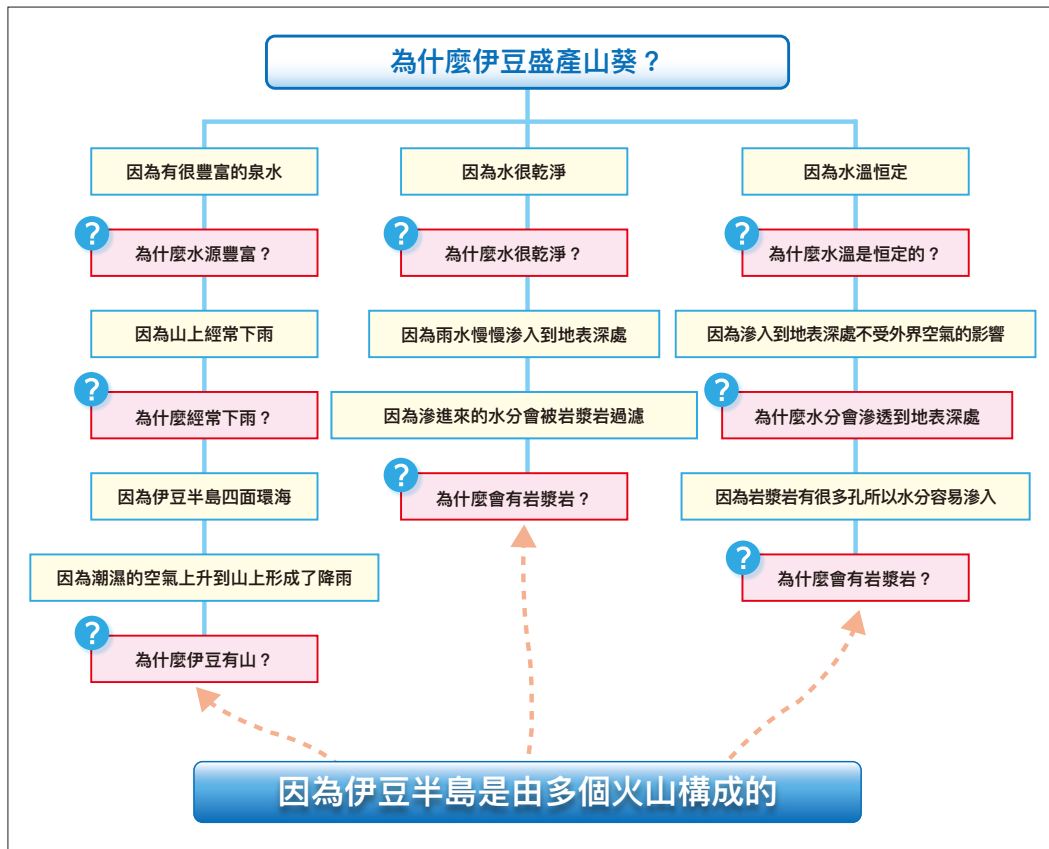 為什麼伊豆盛產山葵？
因為有很豐富的泉水
?
為什麼水源豐富？
因為山上經常下雨
?
為什麼經常下雨？
因為伊豆半島四面環海
因為潮濕的空氣上升到山上形成了降雨
?
為什麼伊豆有山？
因為水很乾淨
?
為什麼水很乾淨？
因為雨水慢慢滲入到地表深處
因為滲進來的水分會被岩漿岩過濾
?
為什麼會有岩漿岩？
因為水溫恒定
?
為什麼水溫是恒定的？
因為滲入到地表深處不受外界空氣的影響
?
為什麼水分會滲透到地表深處
因為岩漿岩有很多孔所以水分容易滲入
?
為什麼會有岩漿岩？
因為伊豆半島是由多個火山構成的